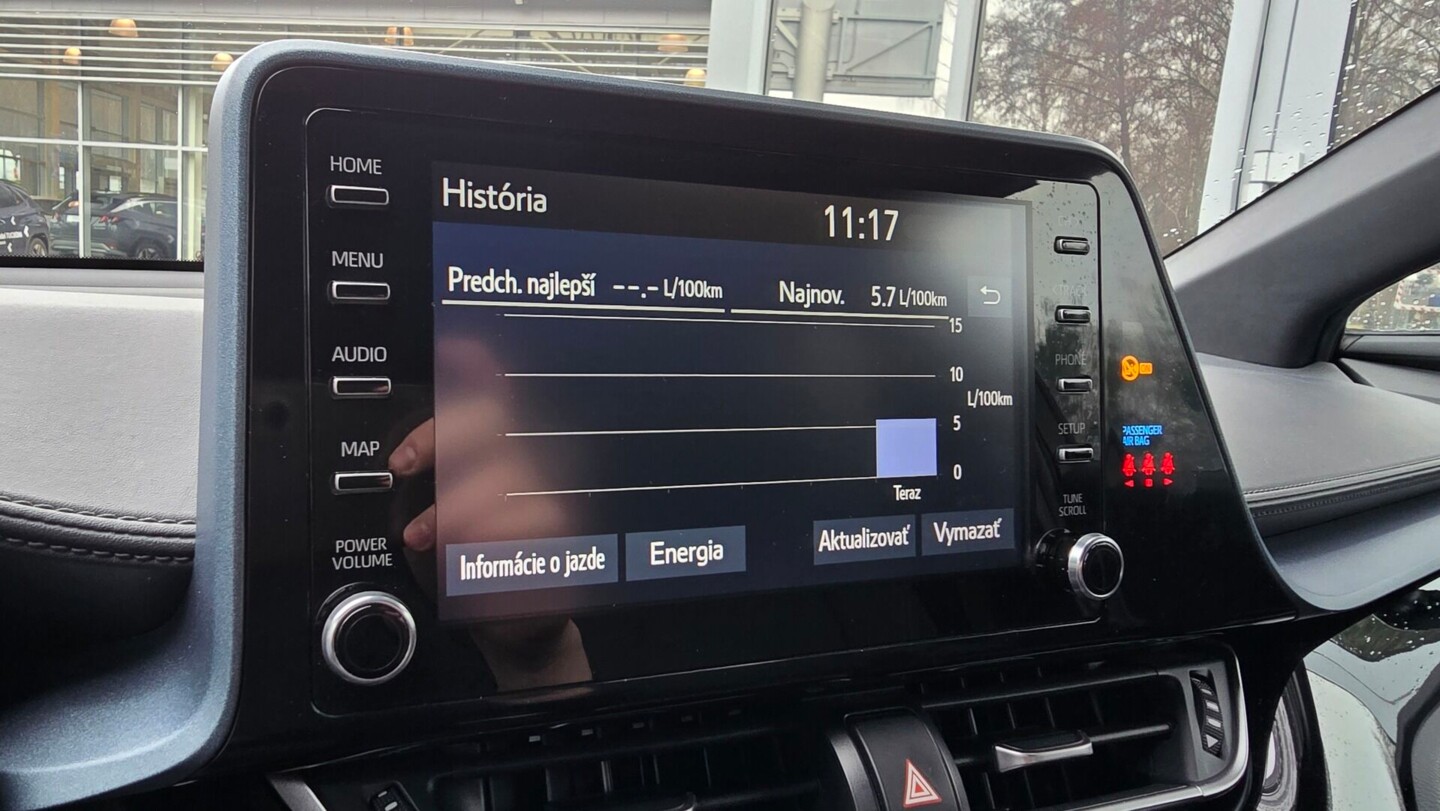 HOME
MENU
AUDIO
MAP
POWER
VOLUME
História
11:17
Predch. najlepší --.- L/100km
Najnov. 5.7 L/100km
15
10
L/100km
5
0
Teraz
Informácie o jazde
Energia
Aktualizovať
Vymazať
PHONE
SETUP
TUNE
SCROLL
PASSENGER
AIR BAG